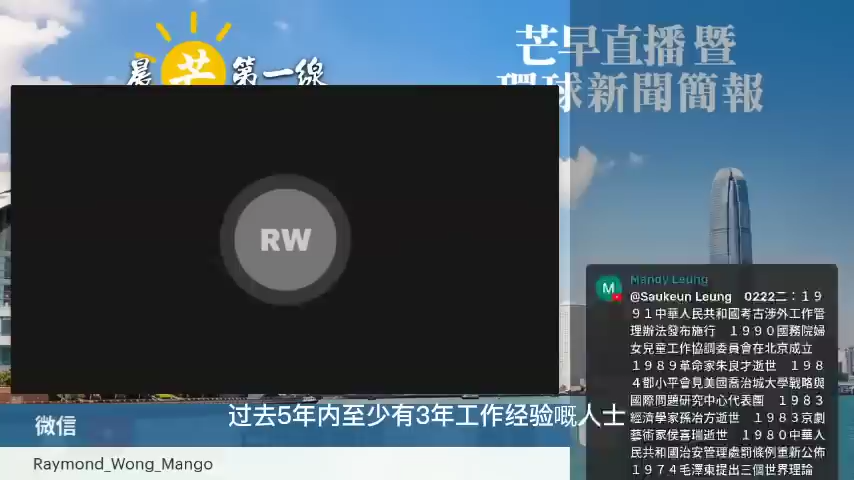 晨芒第一線
芒早直播暨
環球新聞簡報
RW
Mandy Leung
@Saukeun Leung 0222二：１９
９１中華人民共和國考古涉外工作管
理辦法發布施行　１９９０國務院婦
女兒童工作協調委員會在北京成立
１９８９革命家朱良才逝世　１９８
４鄧小平會見美國喬治城大學戰略與
國際問題研究中心代表團　１９８３
經濟學家孫冶方逝世　１９８３京劇
藝術家侯喜瑞逝世　１９８０中華人
民共和國治安管理處罰條例重新公佈
１９７４毛澤東提出三個世界理論
M
过去5年内至少有3年工作经验嘅人士
微信
Raymond_Wong_Mango